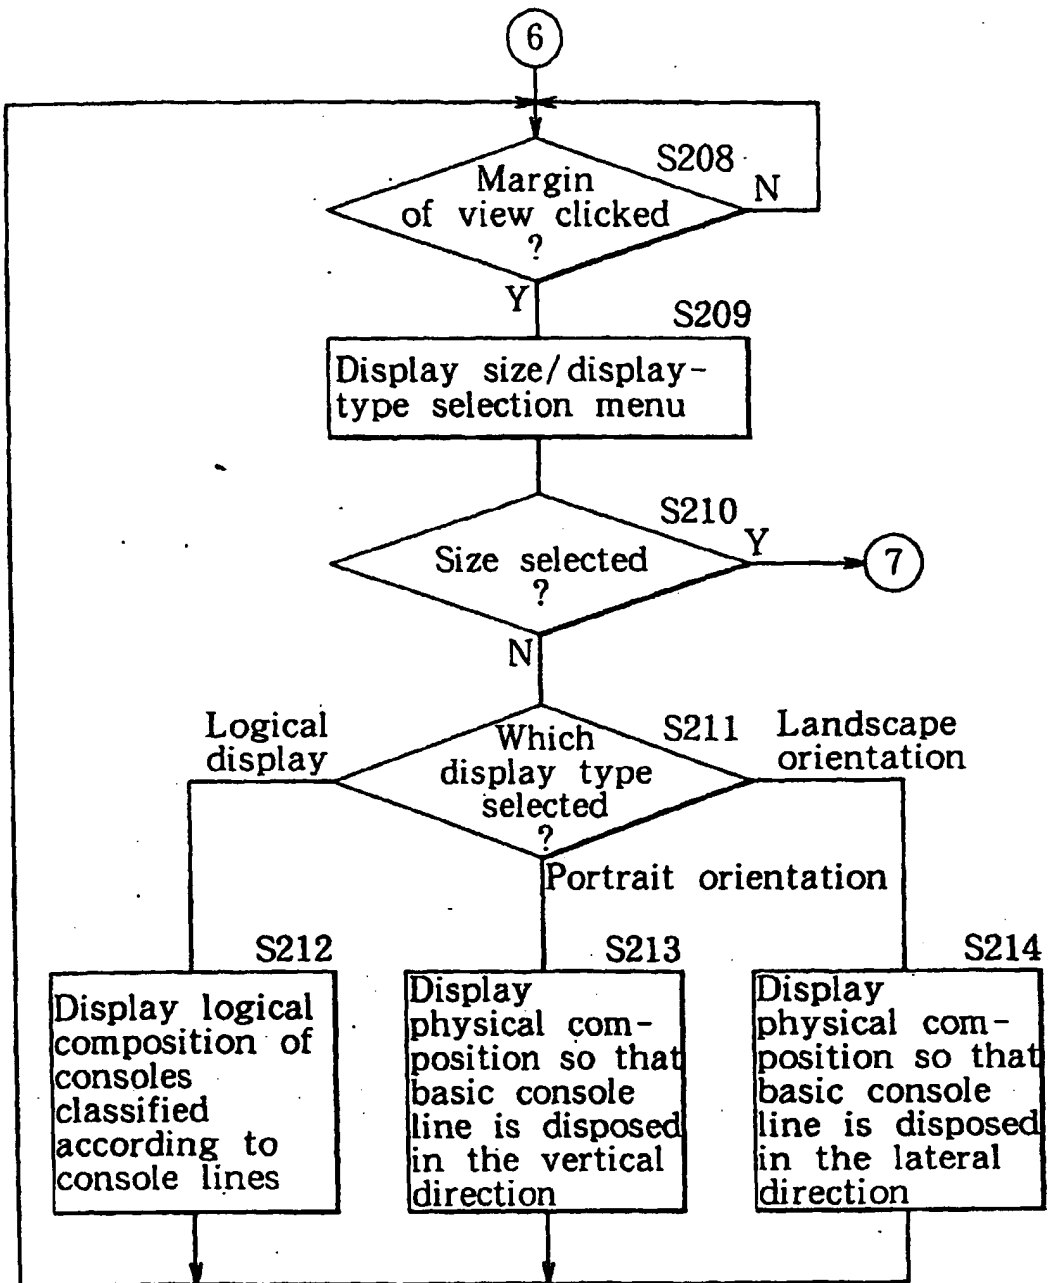 6
S208
Margin
of view clicked
?
N
Y
S209
Display size/display-
type selection menu
S210
Size selected
?
Y
7
N
S211
Which
display type
selected
?
Logical
display
Landscape
orientation
Portrait orientation
S212
Display logical
composition of
consoles
classified
according to
console lines
S213
Display
physical com-
position so that
basic console
line is disposed
in the vertical
direction
S214
Display
physical com-
position so that
basic console
line is disposed
in the lateral
direction